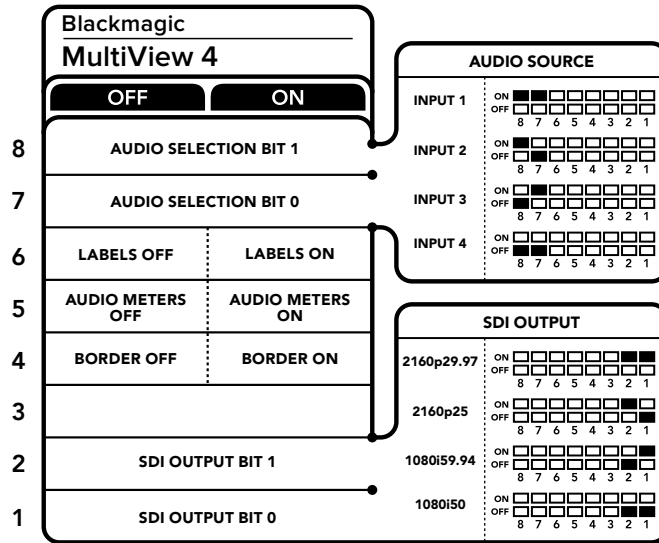 Blackmagic
MultiView 4
OFF ON
8 AUDIO SELECTION BIT 1
7 AUDIO SELECTION BIT 0
6 LABELS OFF LABELS ON
5 AUDIO METERS OFF AUDIO METERS ON
4 BORDER OFF BORDER ON
3
2 SDI OUTPUT BIT 1
1 SDI OUTPUT BIT 0
AUDIO SOURCE
INPUT 1 ON
OFF
8 7 6 5 4 3 2 1
INPUT 2 ON
OFF
8 7 6 5 4 3 2 1
INPUT 3 ON
OFF
8 7 6 5 4 3 2 1
INPUT 4 ON
OFF
8 7 6 5 4 3 2 1
SDI OUTPUT
2160p29.97 ON
OFF
8 7 6 5 4 3 2 1
2160p25 ON
OFF
8 7 6 5 4 3 2 1
1080i59.94 ON
OFF
8 7 6 5 4 3 2 1
1080i50 ON
OFF
8 7 6 5 4 3 2 1